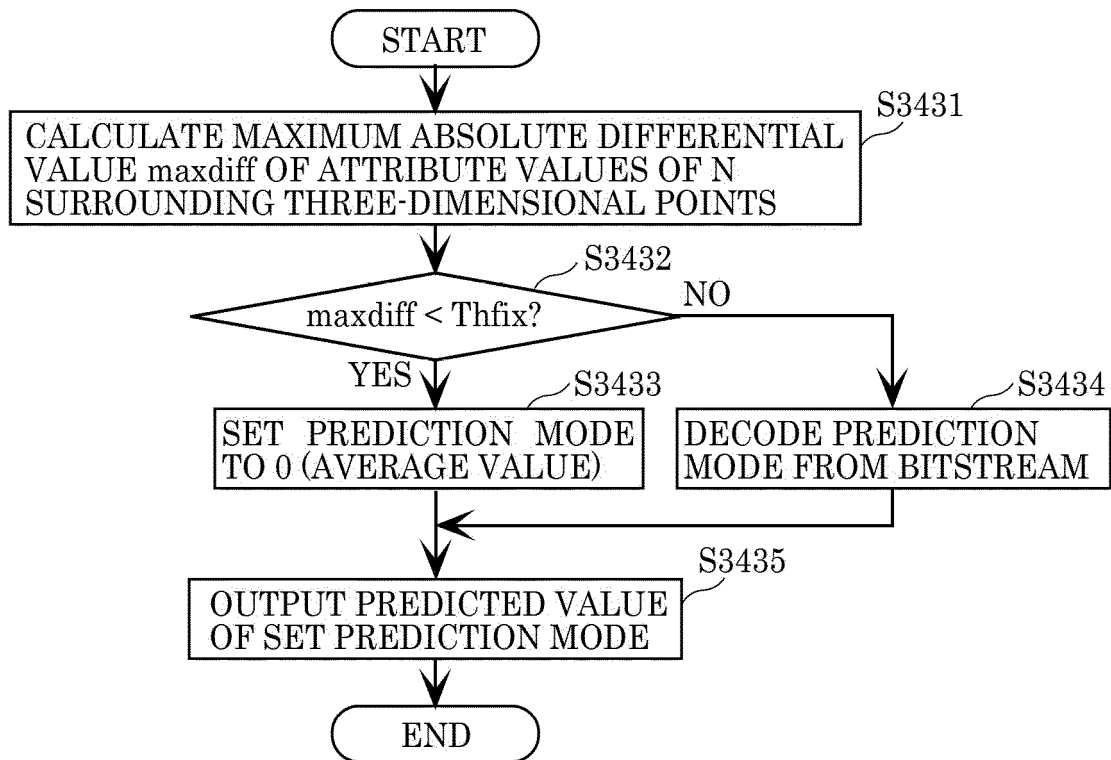 START
S3431
CALCULATE MAXIMUM ABSOLUTE DIFFERENTIAL
VALUE maxdiff OF ATTRIBUTE VALUES OF N
SURROUNDING THREE-DIMENSIONAL POINTS
S3432
maxdiff < Thfix?
NO
YES
S3433
SET PREDICTION MODE
TO 0 (AVERAGE VALUE)
S3434
DECODE PREDICTION
MODE FROM BITSTREAM
S3435
OUTPUT PREDICTED VALUE
OF SET PREDICTION MODE
END